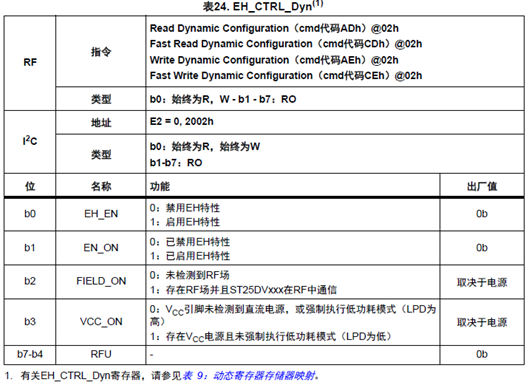 表24. EH_CTRL_Dyn(1)
RF
指令
Read Dynamic Configuration（cmd代码ADh）@02h
Fast Read Dynamic Configuration（cmd代码CDh）@02h
Write Dynamic Configuration（cmd代码AEh）@02h
Fast Write Dynamic Configuration（cmd代码CEh）@02h
类型
b0：始终为R，W - b1 - b7：RO
I2C
地址
E2 = 0, 2002h
类型
b0：始终为R，始终为W
b1-b7：RO
位 名称 功能 出厂值
b0 EH_EN
0：禁用EH特性
1：启用EH特性
0b
b1 EN_ON
0：已禁用EH特性
1：已启用EH特性
0b
b2 FIELD_ON
0：未检测到RF场
1：存在RF场并且ST25DVxxx在RF中通信
取决于电源
b3 VCC_ON
0：VCC引脚未检测到直流电源，或强制执行低功耗模式（LPD为
高）
1：存在VCC电源且未强制执行低功耗模式（LPD为低）
取决于电源
b7-b4 RFU - 0b
1. 有关EH_CTRL_Dyn寄存器，请参见表 9：动态寄存器存储器映射。